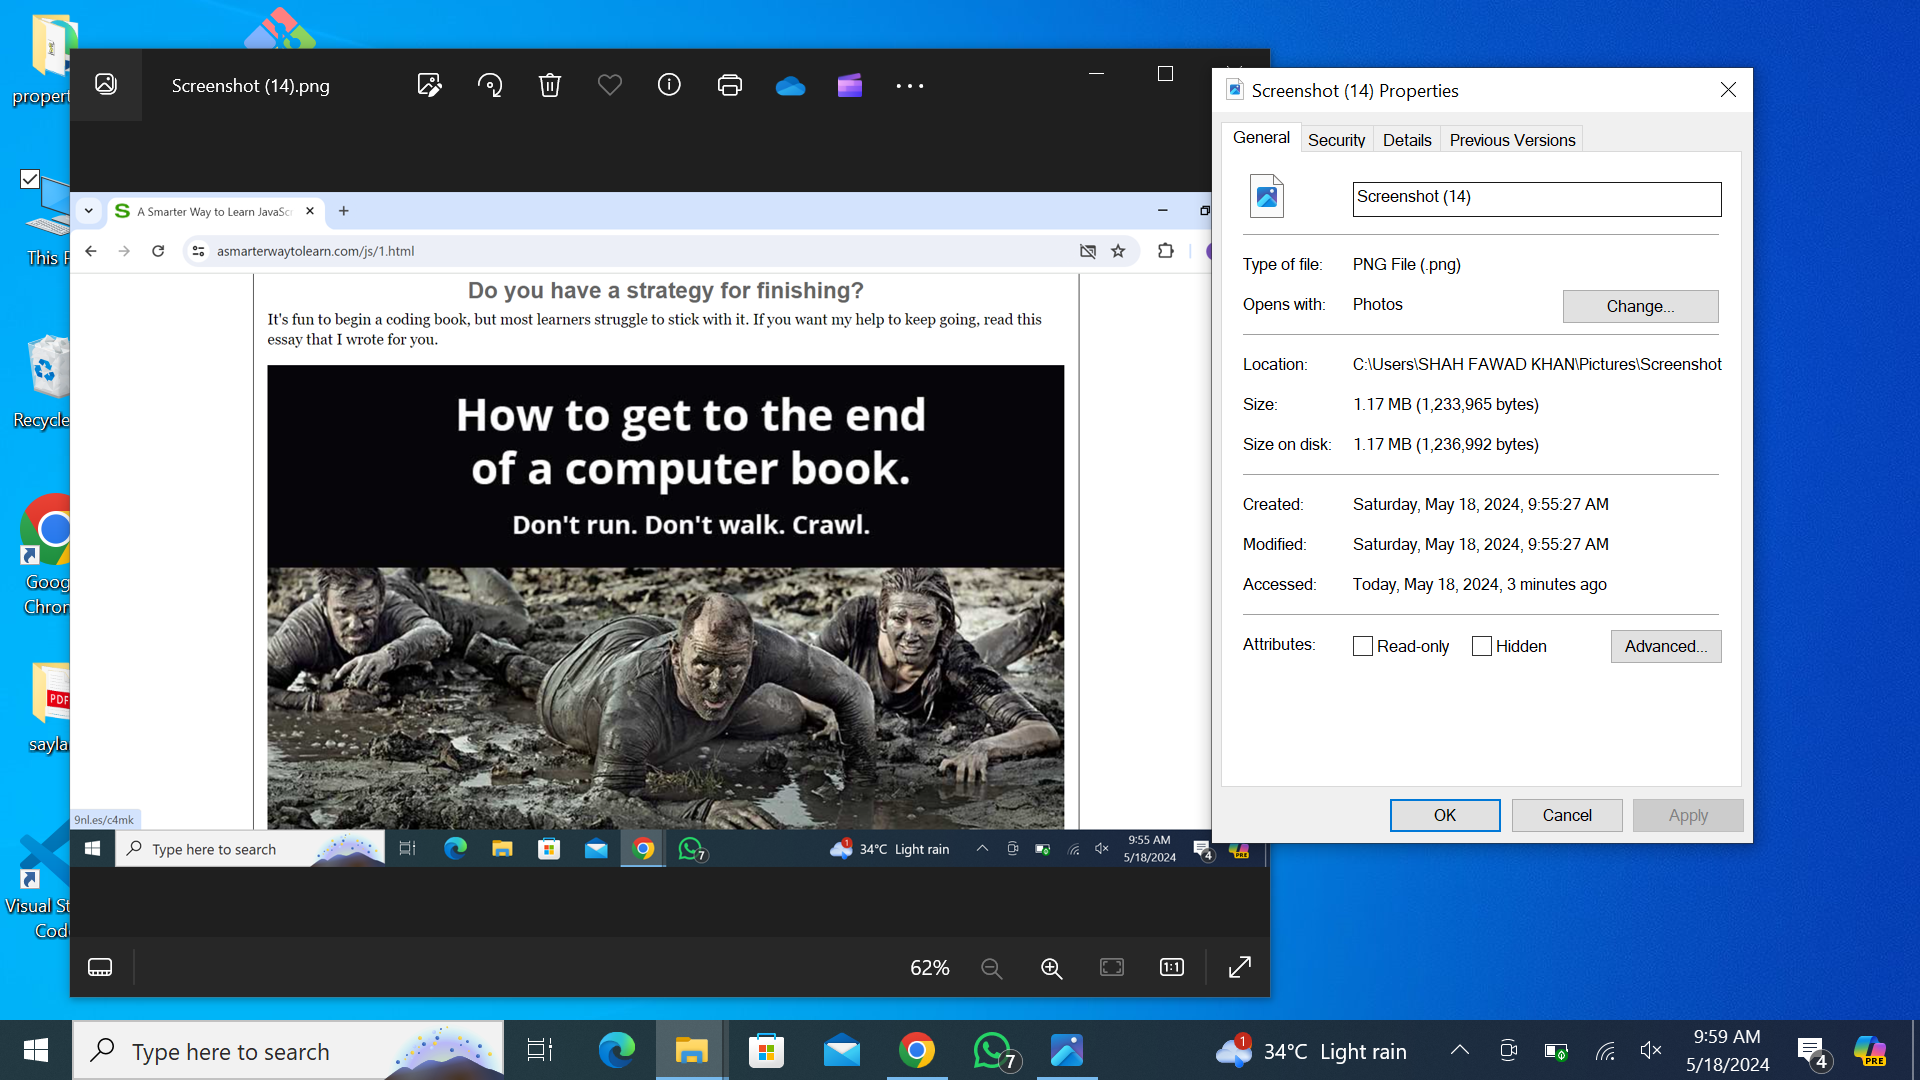 propert
This P
Recycle
Goog
Chron
PDF
sayla
Visual St
Cod
Screenshot (14).png
A Smarter Way to Learn JavaScr
asmarterwaytolearn.com/js/1.html
Do you have a strategy for finishing?
It's fun to begin a coding book, but most learners struggle to stick with it. If you want my help to keep going, read this
essay that I wrote for you.
How to get to the end
of a computer book.
Don't run. Don't walk. Crawl.
9nl.es/c4mk
Type here to search
7
1
34°C Light rain
9:55 AM
5/18/2024
4
PRE
62%
1:1
Screenshot (14) Properties
General Security Details Previous Versions
Screenshot (14)
Type of file: PNG File (.png)
Opens with: Photos Change...
Location: C:\Users\SHAH FAWAD KHAN\Pictures\Screenshot
Size: 1.17 MB (1,233,965 bytes)
Size on disk: 1.17 MB (1,236,992 bytes)
Created: Saturday, May 18, 2024, 9:55:27 AM
Modified: Saturday, May 18, 2024, 9:55:27 AM
Accessed: Today, May 18, 2024, 3 minutes ago
Attributes: Read-only Hidden Advanced...
OK Cancel Apply
Type here to search
7
1
34°C Light rain
9:59 AM
5/18/2024
4
PRE